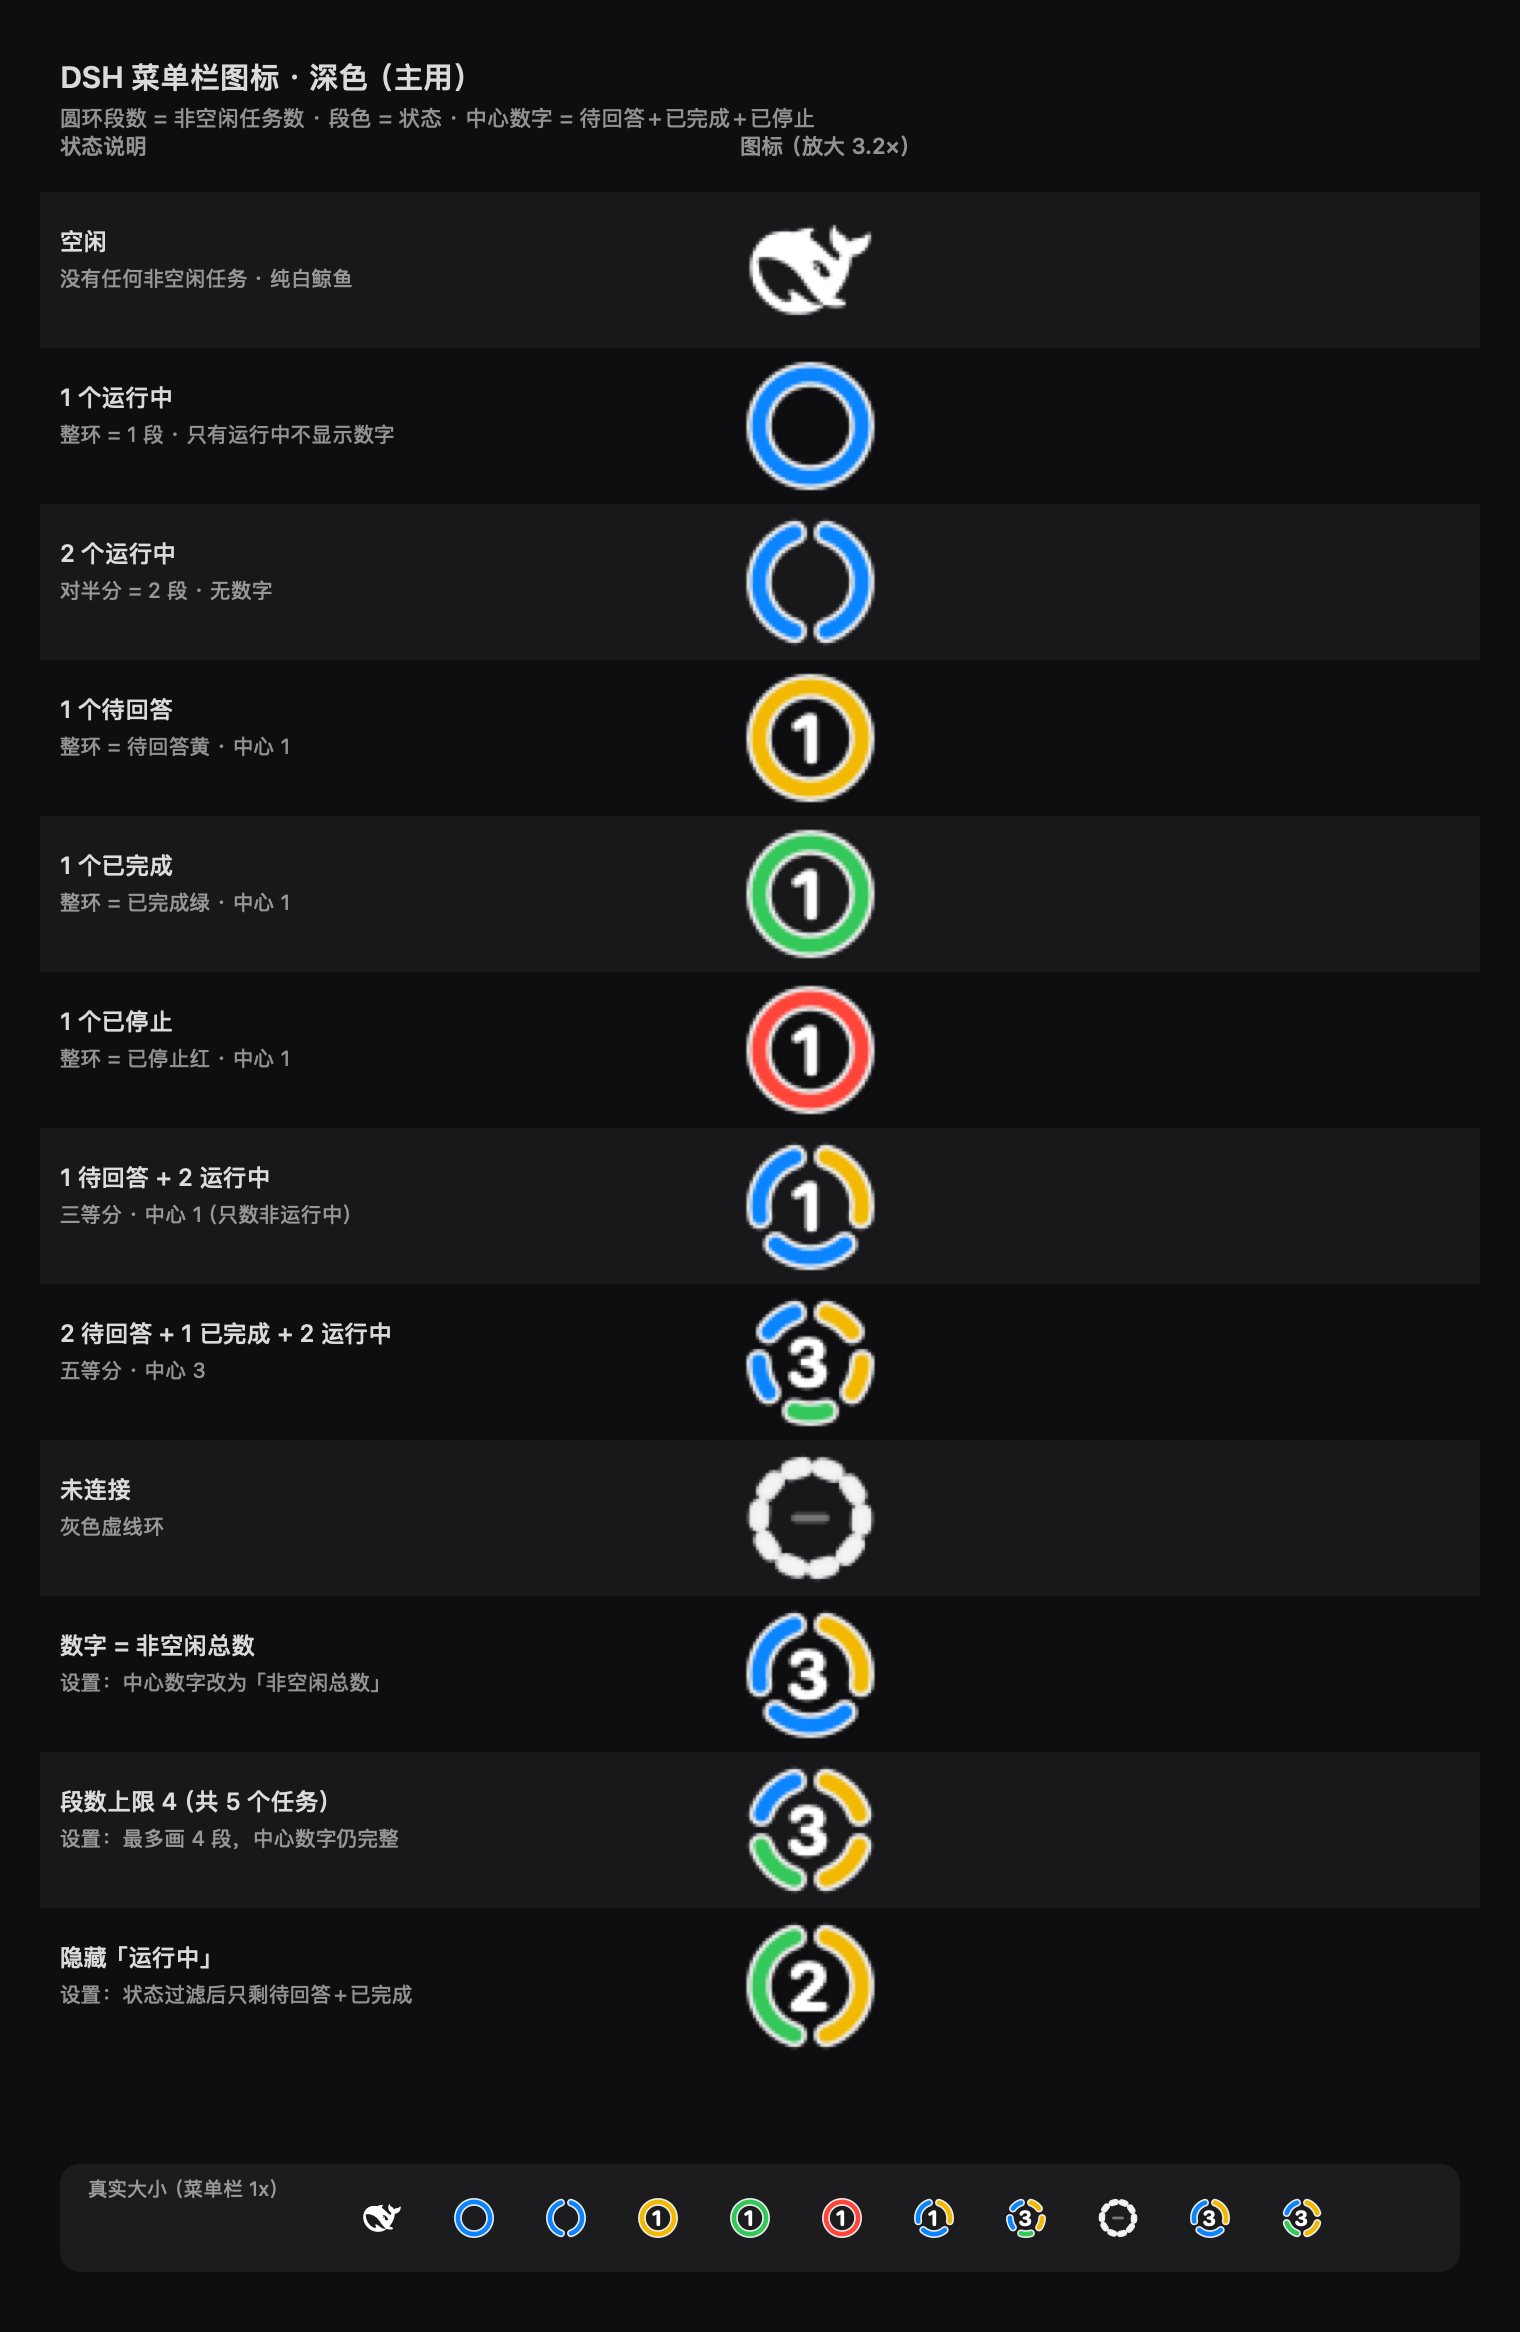 DSH 菜单栏图标 · 深色（主用）
圆环段数 = 非空闲任务数 · 段色 = 状态 · 中心数字 = 待回答+已完成+已停止
状态说明
图标（放大 3.2×）
空闲
没有任何非空闲任务 · 纯白鲸鱼
1 个运行中
整环 = 1 段 · 只有运行中不显示数字
2 个运行中
对半分 = 2 段 · 无数字
1 个待回答
整环 = 待回答黄 · 中心 1
1
1 个已完成
整环 = 已完成绿 · 中心 1
1
1 个已停止
整环 = 已停止红 · 中心 1
1
1 待回答 + 2 运行中
三等分 · 中心 1（只数非运行中）
1
2 待回答 + 1 已完成 + 2 运行中
五等分 · 中心 3
3
未连接
灰色虚线环
数字 = 非空闲总数
设置：中心数字改为「非空闲总数」
3
段数上限 4（共 5 个任务）
设置：最多画 4 段，中心数字仍完整
3
隐藏「运行中」
设置：状态过滤后只剩待回答+已完成
2
真实大小（菜单栏 1x）
1 1 1 1 3 3 3